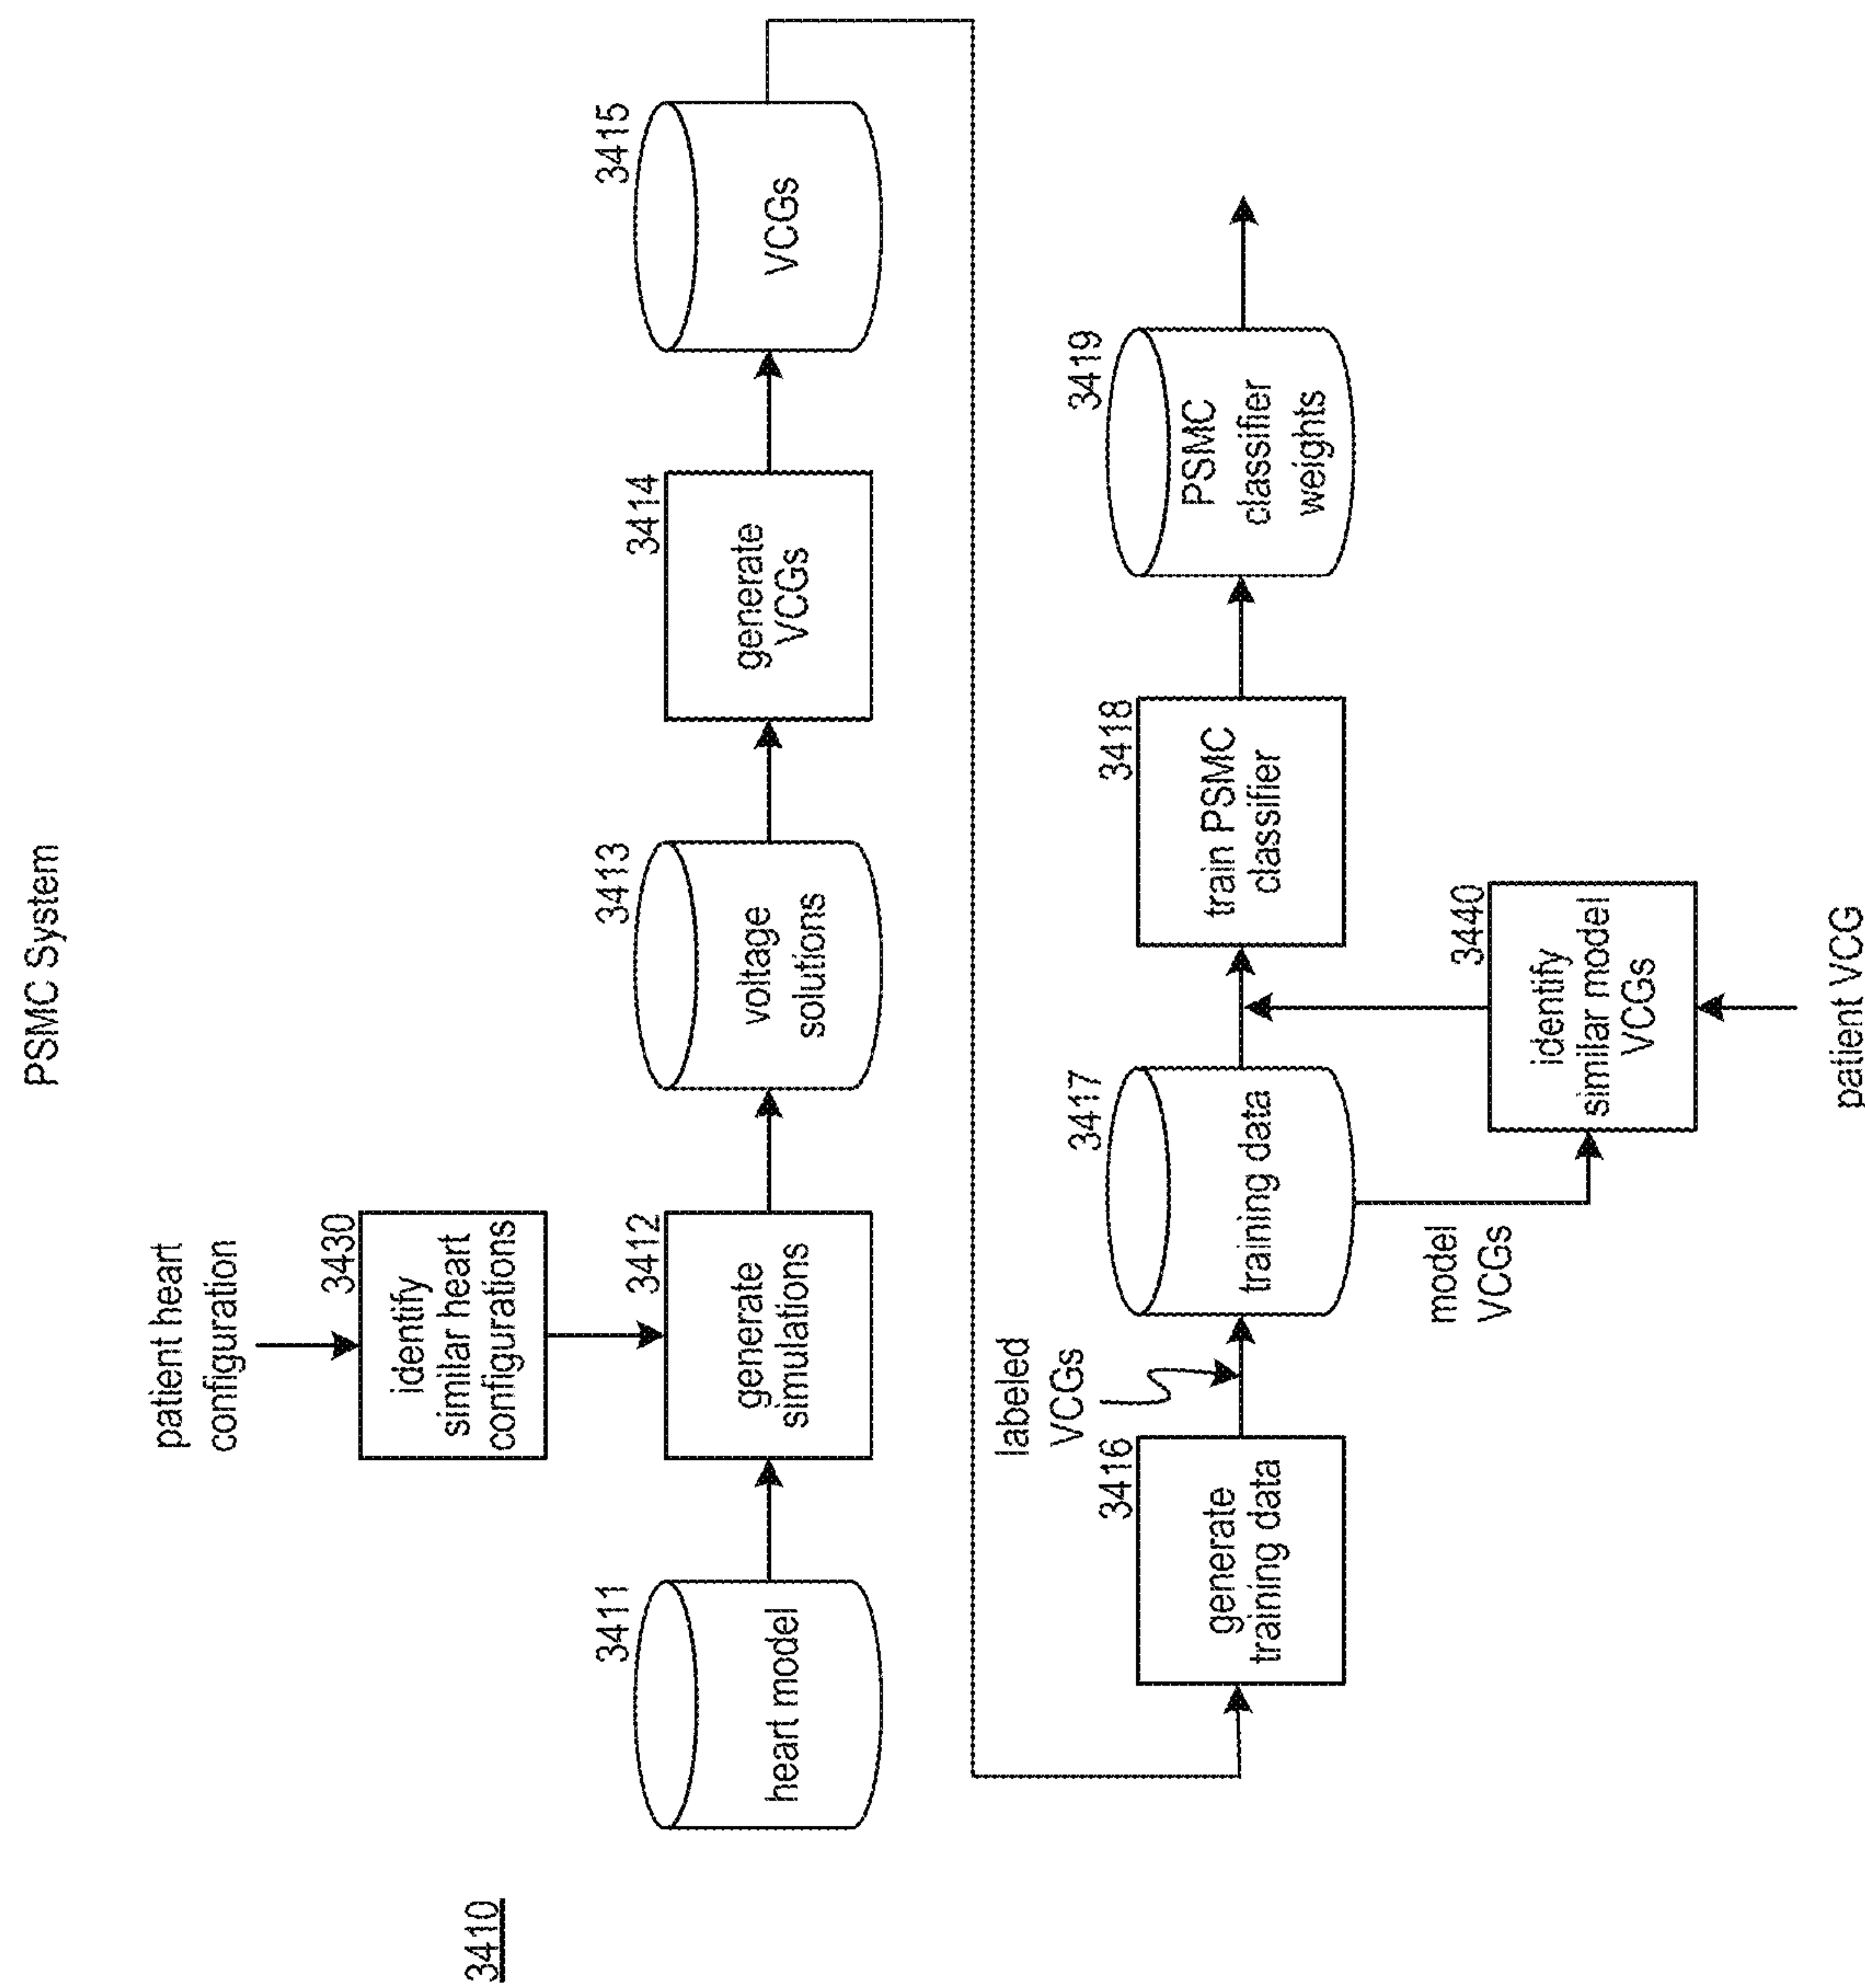 PSMC System
3410
patient heart
configuration
3430
identify
similar heart
configurations
3411
heart model
3412
generate
simulations
3413
voltage
solutions
3414
generate
VCGs
3415
VCGs
3416
generate
training data
labeled
VCGs
3417
training data
model
VCGs
3440
identify
similar model
VCGs
patient VCG
3418
train PSMC
classifier
3419
PSMC
classifier
weights